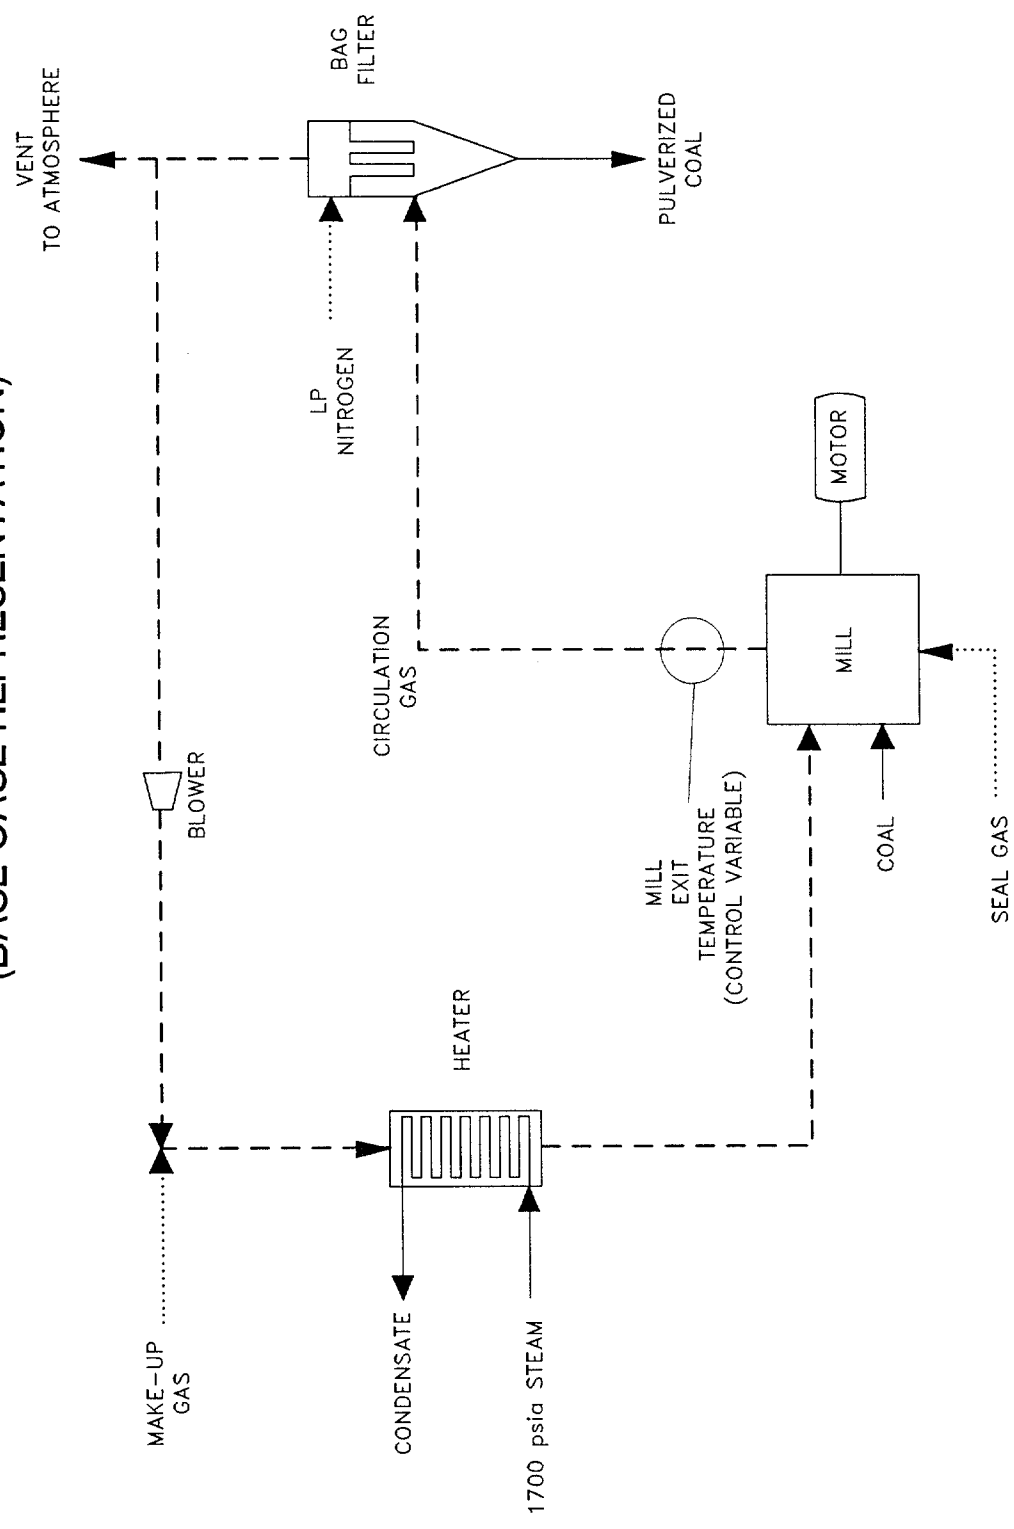 (BASE CASE REPRESENTATION)
VENT
TO ATMOSPHERE
BAG
FILTER
PULVERIZED
COAL
LP
NITROGEN
BLOWER
CIRCULATION
GAS
MOTOR
MILL
MILL
EXIT
TEMPERATURE
(CONTROL VARIABLE)
COAL
SEAL GAS
HEATER
MAKE-UP
GAS
CONDENSATE
1700 psia STEAM